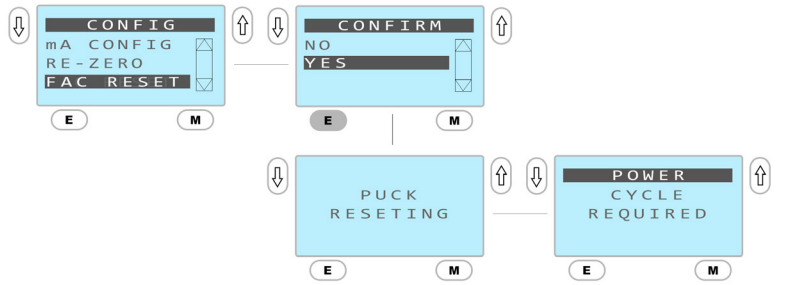 CONFIG
mA CONFIG
RE-ZERO
FAC RESET
E
M
CONFIRM
NO
YES
E
M
PUCK
RESETING
E
M
POWER
CYCLE
REQUIRED
E
M